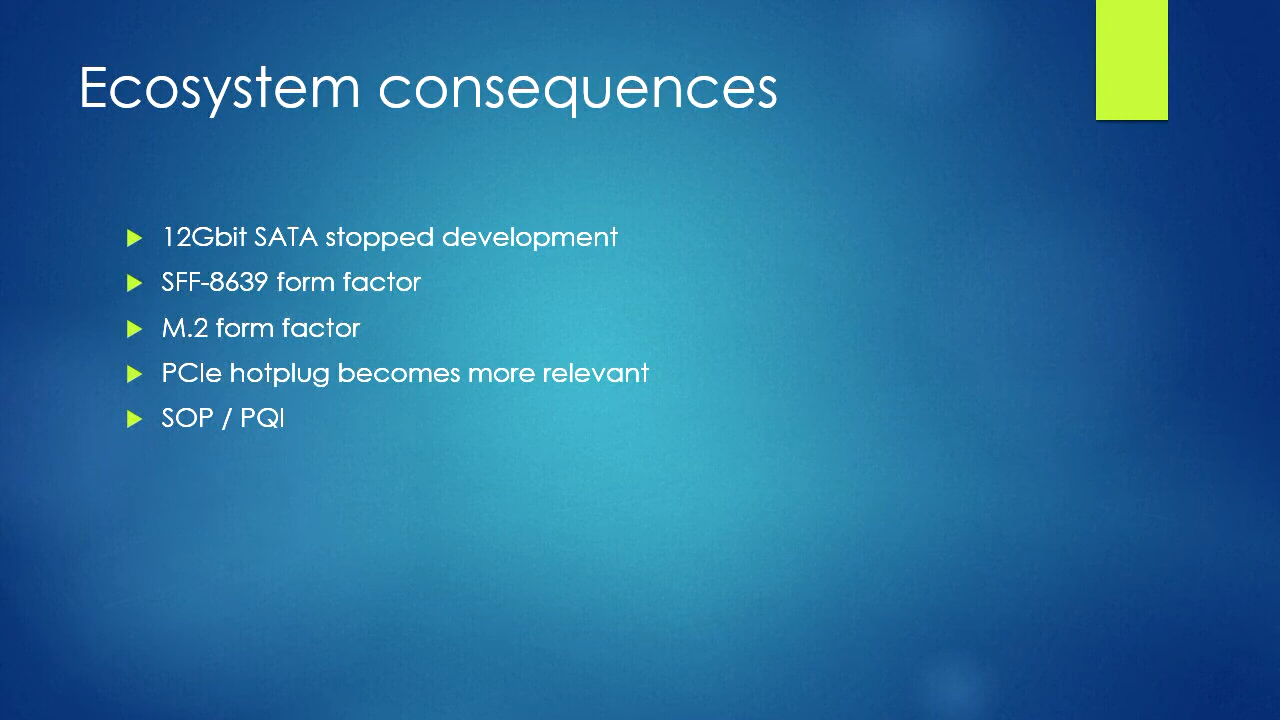 Ecosystem consequences
12Gbit SATA stopped development
SFF-8639 form factor
M.2 form factor
PCIe hotplug becomes more relevant
SOP / PQI